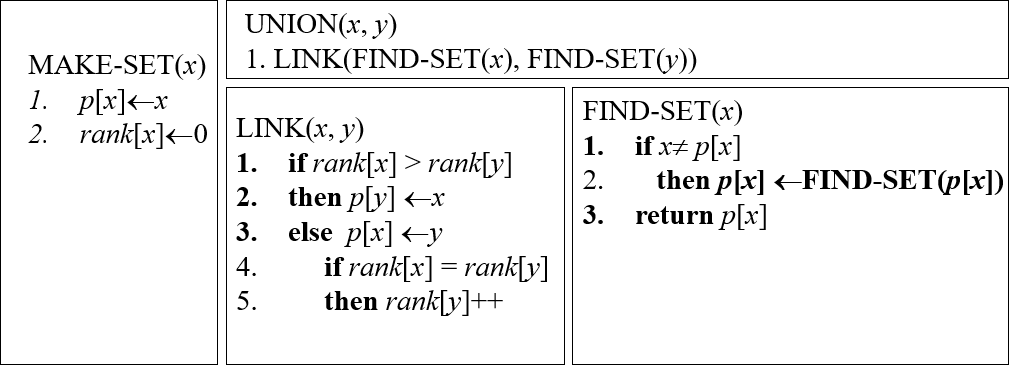 MAKE-SET(x)
1. p[x]←x
2. rank[x]←0
UNION(x, y)
1. LINK(FIND-SET(x), FIND-SET(y))
LINK(x, y)
1. if rank[x] > rank[y]
2. then p[y] ←x
3. else p[x] ←y
4. if rank[x] = rank[y]
5. then rank[y]++
FIND-SET(x)
1. if x≠ p[x]
2. then p[x] ←FIND-SET(p[x])
3. return p[x]